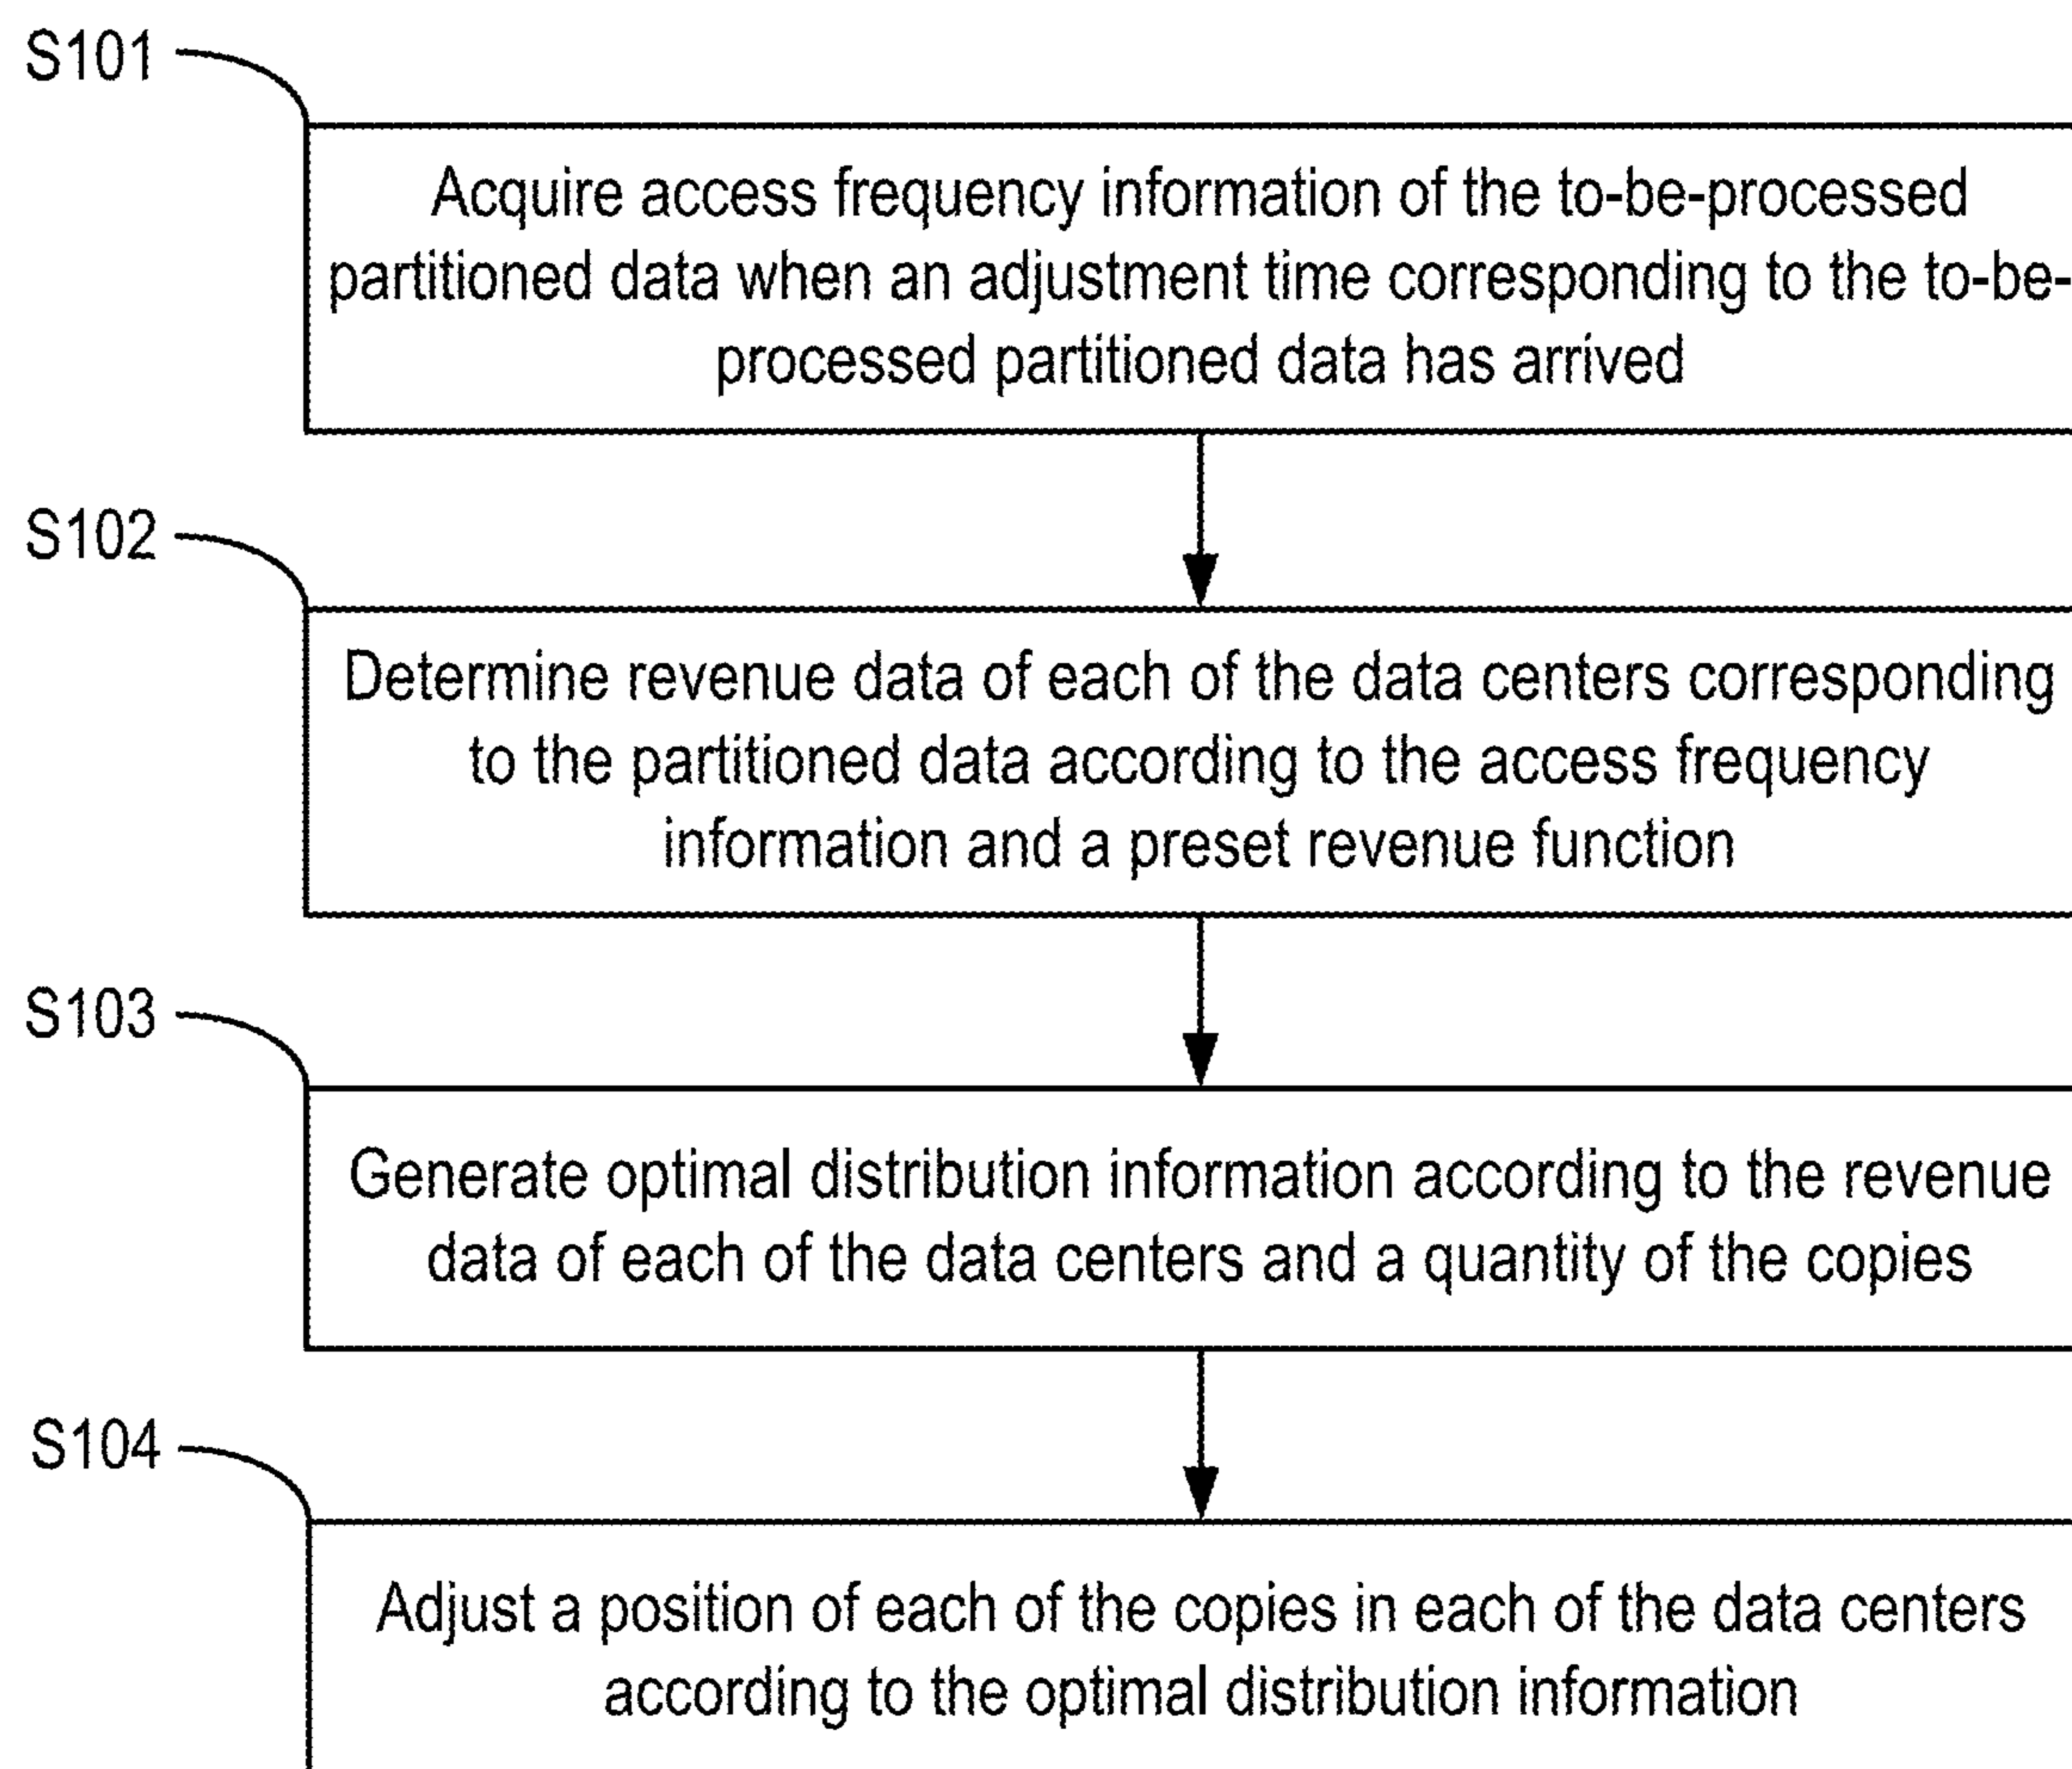 S101
Acquire access frequency information of the to-be-processed
partitioned data when an adjustment time corresponding to the to-be-
processed partitioned data has arrived
S102
Determine revenue data of each of the data centers corresponding
to the partitioned data according to the access frequency
information and a preset revenue function
S103
Generate optimal distribution information according to the revenue
data of each of the data centers and a quantity of the copies
S104
Adjust a position of each of the copies in each of the data centers
according to the optimal distribution information